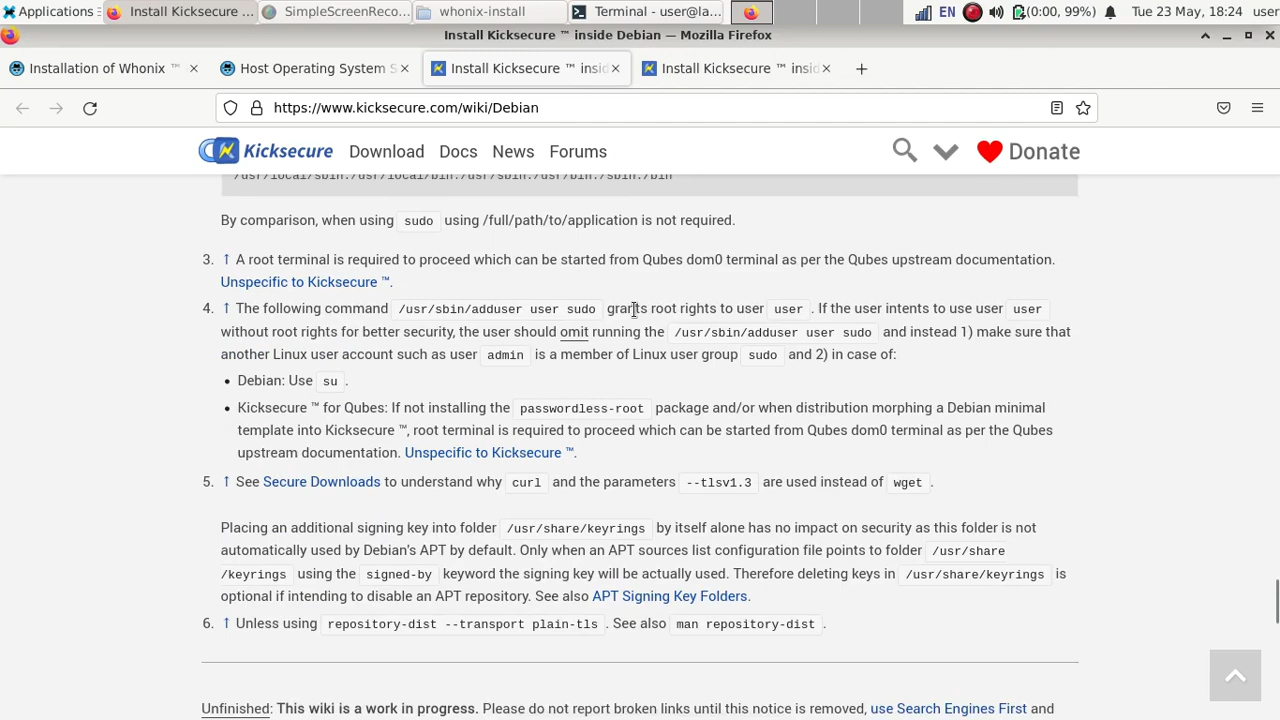 Applications
Install Kicksecure ...
SimpleScreenReco...
whonix-install
Terminal - user@la...
EN
(0:00, 99%)
Tue 23 May, 18:24
user
Install Kicksecure ™ inside Debian — Mozilla Firefox
Installation of Whonix ™
Host Operating System S
Install Kicksecure ™ insid
Install Kicksecure ™ insid
https://www.kicksecure.com/wiki/Debian
Kicksecure Download Docs News Forums
Donate
/usr/local/sbin:/usr/local/bin:/usr/sbin:/usr/bin:/sbin:/bin
By comparison, when using sudo using /full/path/to/application is not required.
3. ↑ A root terminal is required to proceed which can be started from Qubes dom0 terminal as per the Qubes upstream documentation.
Unspecific to Kicksecure ™.
4. ↑ The following command /usr/sbin/adduser user sudo grants root rights to user user . If the user intents to use user user
without root rights for better security, the user should omit running the /usr/sbin/adduser user sudo and instead 1) make sure that
another Linux user account such as user admin is a member of Linux user group sudo and 2) in case of:
• Debian: Use su .
• Kicksecure ™ for Qubes: If not installing the passwordless-root package and/or when distribution morphing a Debian minimal
template into Kicksecure ™, root terminal is required to proceed which can be started from Qubes dom0 terminal as per the Qubes
upstream documentation. Unspecific to Kicksecure ™.
5. ↑ See Secure Downloads to understand why curl and the parameters --tlsv1.3 are used instead of wget .
Placing an additional signing key into folder /usr/share/keyrings by itself alone has no impact on security as this folder is not
automatically used by Debian's APT by default. Only when an APT sources list configuration file points to folder /usr/share
/keyrings using the signed-by keyword the signing key will be actually used. Therefore deleting keys in /usr/share/keyrings is
optional if intending to disable an APT repository. See also APT Signing Key Folders.
6. ↑ Unless using repository-dist --transport plain-tls . See also man repository-dist .
Unfinished: This wiki is a work in progress. Please do not report broken links until this notice is removed, use Search Engines First and